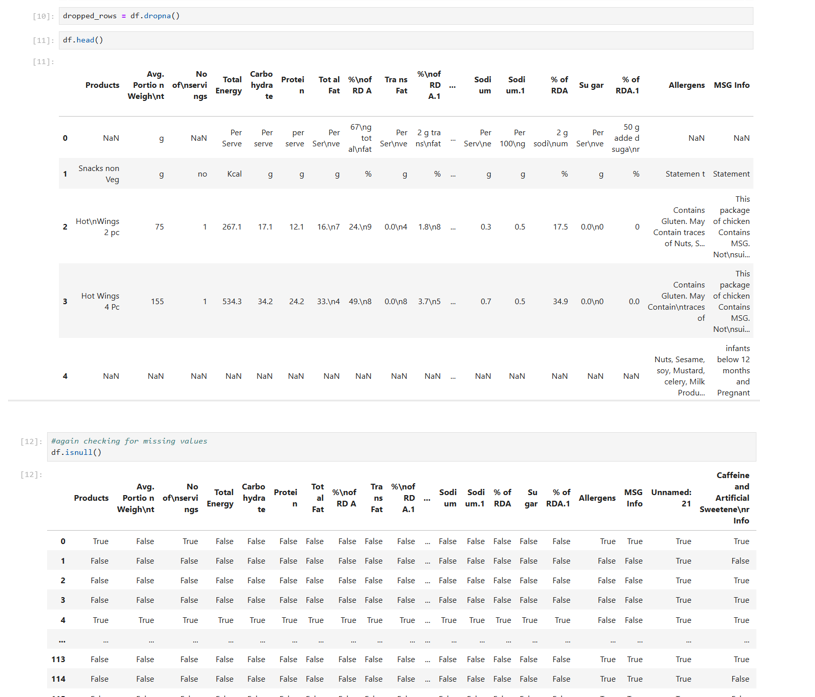 [10]: dropped_rows = df.dropna()
[11]: df.head()
[11]:
Products Avg. Portio n Weigh\nt No of\nservi ngs Total Energy Carbo hydra te Protei n Tot al Fat %\nof RD A Tra ns Fat %\nof RD A.1 ... Sodi um Sodi um.1 % of RDA Su gar % of RDA.1 Allergens MSG Info
0 NaN g NaN Per Serve Per serve per serve Per Ser\nve 67\ng tot al\nfat Per Ser\nve 2 g tra ns\nfat ... Per Serv\ne Per 100\ng 2 g sodi\num Per Ser\nve 50 g adde d suga\nr NaN NaN
1 Snacks non Veg g no Kcal g g g % g % ... g g % g % Statemen t Statement
2 Hot\nWings 2 pc 75 1 267.1 17.1 12.1 16.\n7 24.\n9 0.0\n4 1.8\n8 ... 0.3 0.5 17.5 0.0\n0 0 Contains Gluten. May Contain traces of Nuts, S... This package of chicken Contains MSG. Not\nsui...
3 Hot Wings 4 Pc 155 1 534.3 34.2 24.2 33.\n4 49.\n8 0.0\n8 3.7\n5 ... 0.7 0.5 34.9 0.0\n0 0.0 Contains Gluten. May Contain\ntraces of This package of chicken Contains MSG. Not\nsui...
4 NaN NaN NaN NaN NaN NaN NaN NaN NaN NaN ... NaN NaN NaN NaN NaN Nuts, Sesame, soy, Mustard, celery, Milk Produ... infants below 12 months and Pregnant
[12]: #again checking for missing values
df.isnull()
[12]:
Products Avg. Portio n Weigh\nt No of\nservi ngs Total Energy Carbo hydra te Protei n Tot al Fat %\nof RD A Tra ns Fat %\nof RD A.1 ... Sodi um Sodi um.1 % of RDA Su gar % of RDA.1 Allergens MSG Info Unnamed: 21 Caffeine and Artificial Sweetene\nr Info
0 True False True False False False False False False False ... False False False False False True True True True
1 False False False False False False False False False False ... False False False False False False False True False
2 False False False False False False False False False False ... False False False False False False False True True
3 False False False False False False False False False False ... False False False False False False False True True
4 True True True True True True True True True True ... True True True True True False False True True
... ... ... ... ... ... ... ... ... ... ... ... ... ... ... ... ... ... ... ... ...
113 False False False False False False False False False False ... False False False False False True True True True
114 False False False False False False False False False False ... False False False False False True True True False